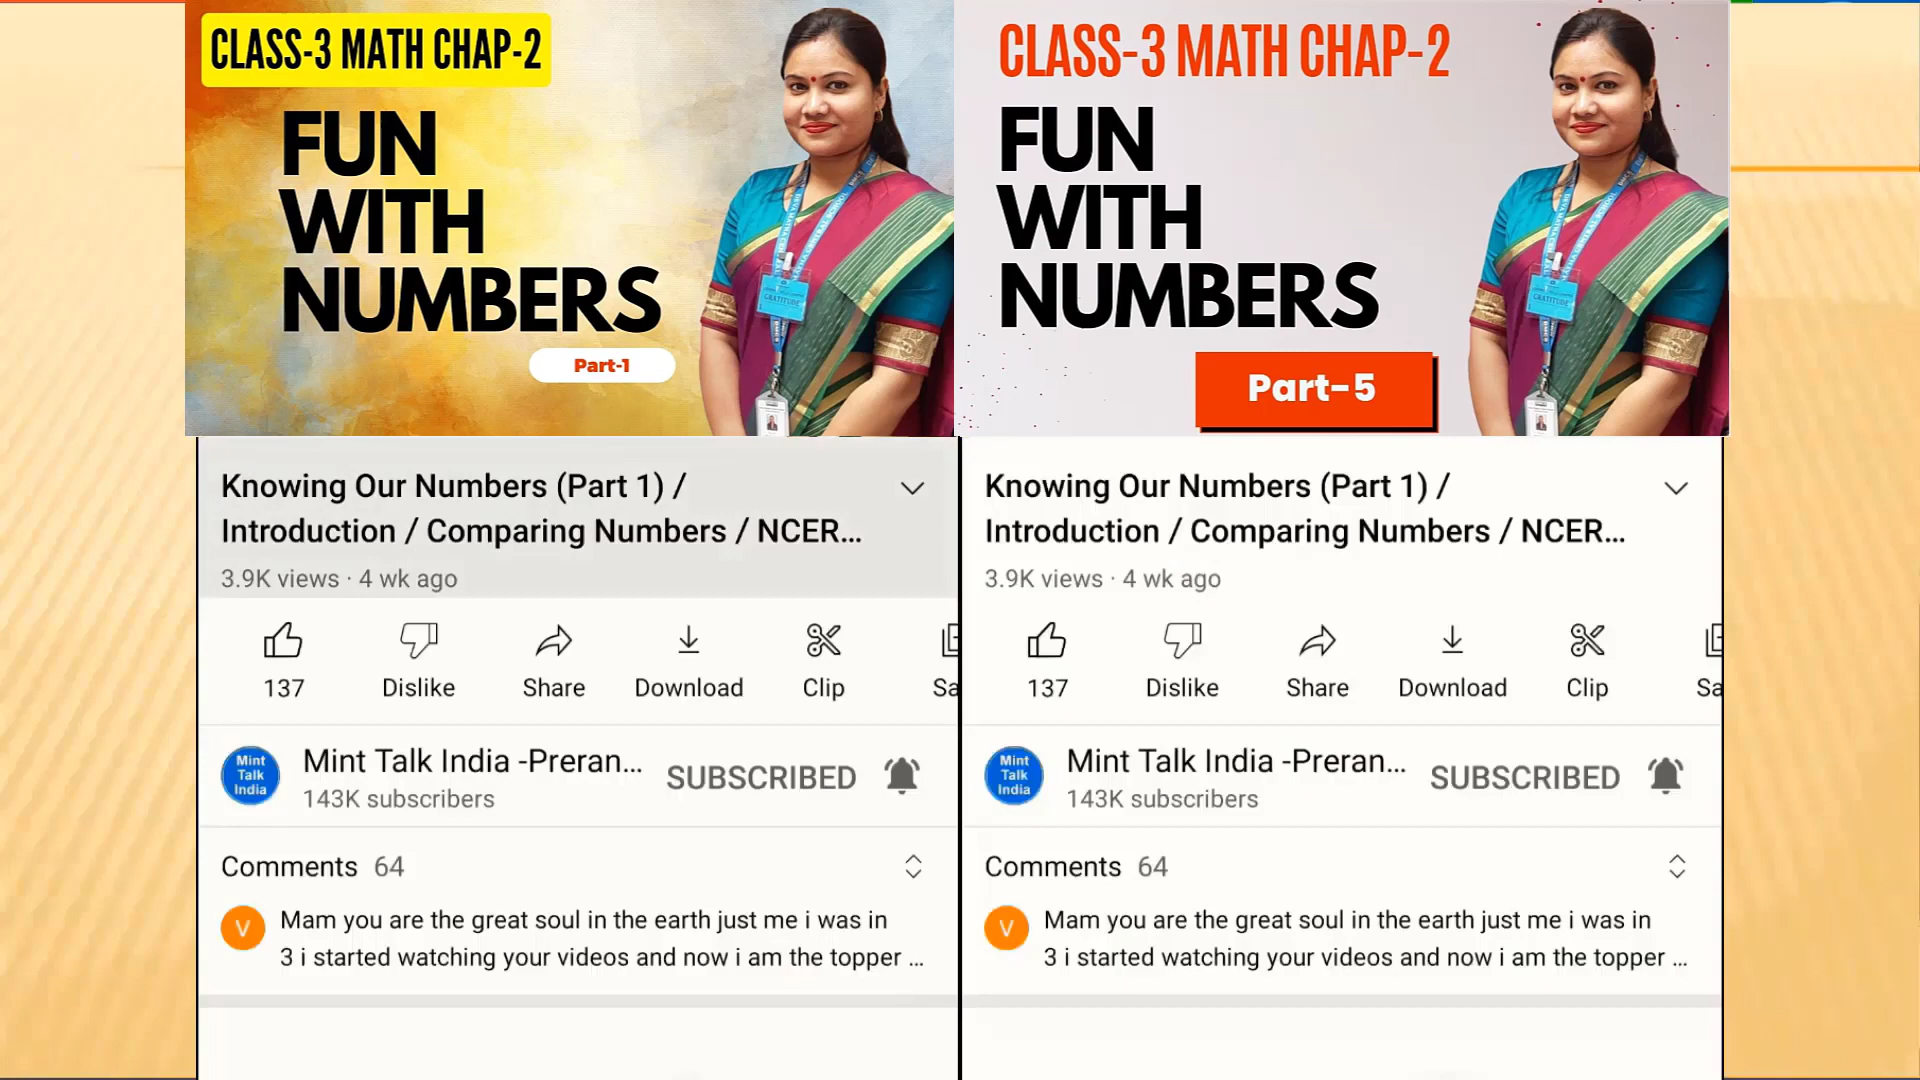 CLASS-3 MATH CHAP-2
FUN
WITH
NUMBERS
Part-1
GRATITUDE
CLASS-3 MATH CHAP-2
FUN
WITH
NUMBERS
Part-5
GRATITUDE
Knowing Our Numbers (Part 1) /
Introduction / Comparing Numbers / NCER...
3.9K views · 4 wk ago
137 Dislike Share Download Clip Sa
Mint Talk India
Mint Talk India -Preran...
143K subscribers
SUBSCRIBED
Comments 64
V
Mam you are the great soul in the earth just me i was in
3 i started watching your videos and now i am the topper ...
Knowing Our Numbers (Part 1) /
Introduction / Comparing Numbers / NCER...
3.9K views · 4 wk ago
137 Dislike Share Download Clip Sa
Mint Talk India
Mint Talk India -Preran...
143K subscribers
SUBSCRIBED
Comments 64
V
Mam you are the great soul in the earth just me i was in
3 i started watching your videos and now i am the topper ...